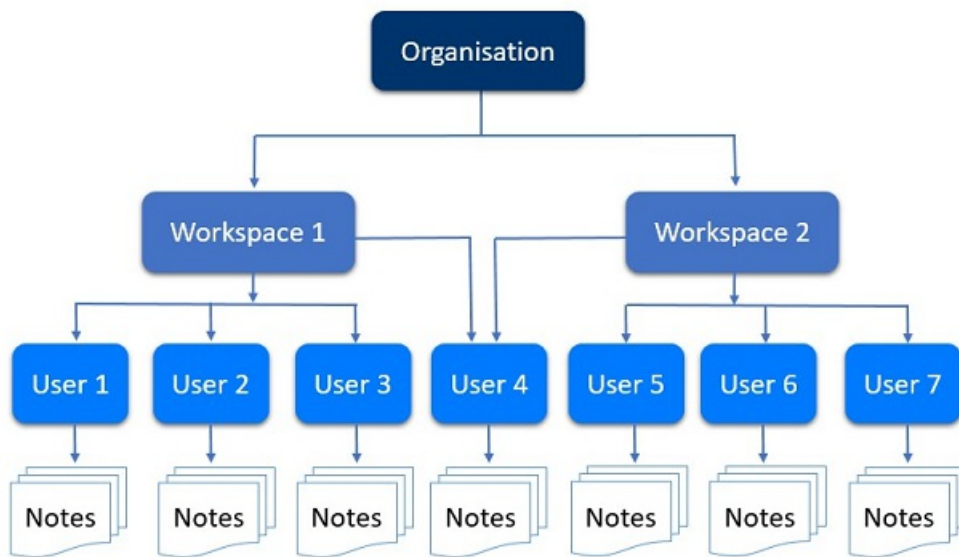 Organisation
Workspace 1
Workspace 2
User 1
User 2
User 3
User 4
User 5
User 6
User 7
Notes
Notes
Notes
Notes
Notes
Notes
Notes